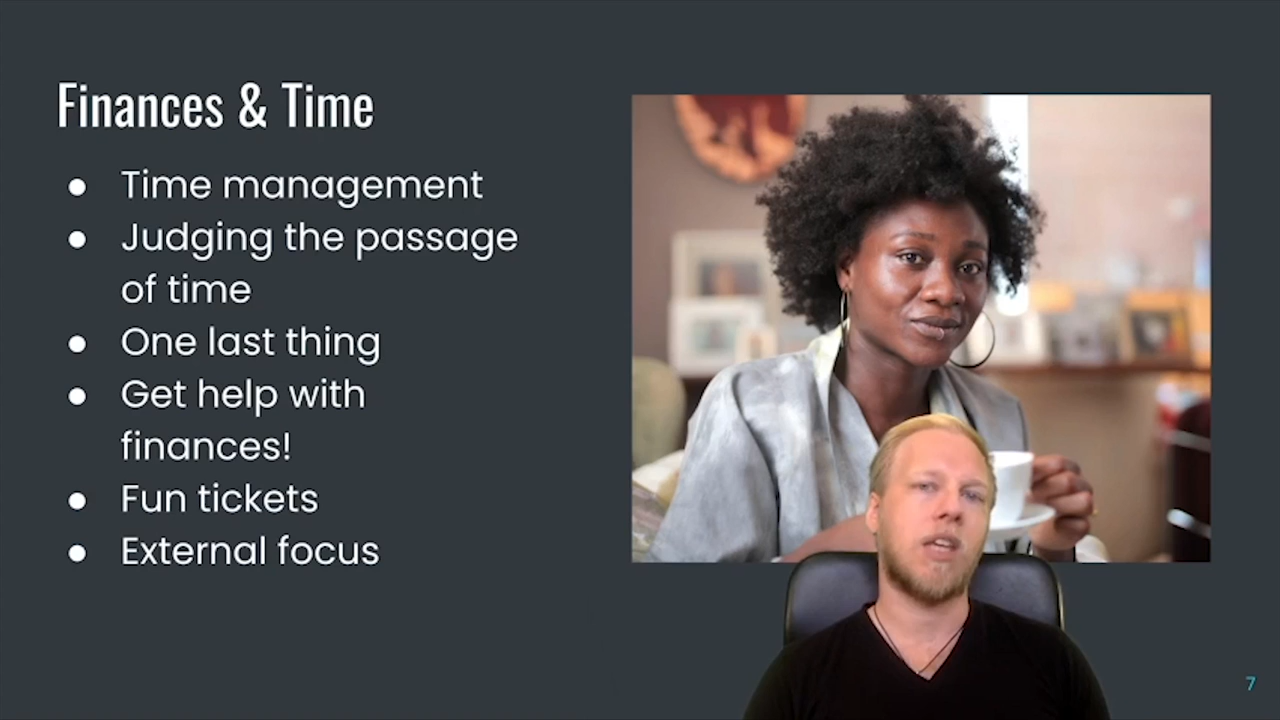 Finances & Time
● Time management
● Judging the passage
of time
● One last thing
● Get help with
finances!
● Fun tickets
● External focus
7